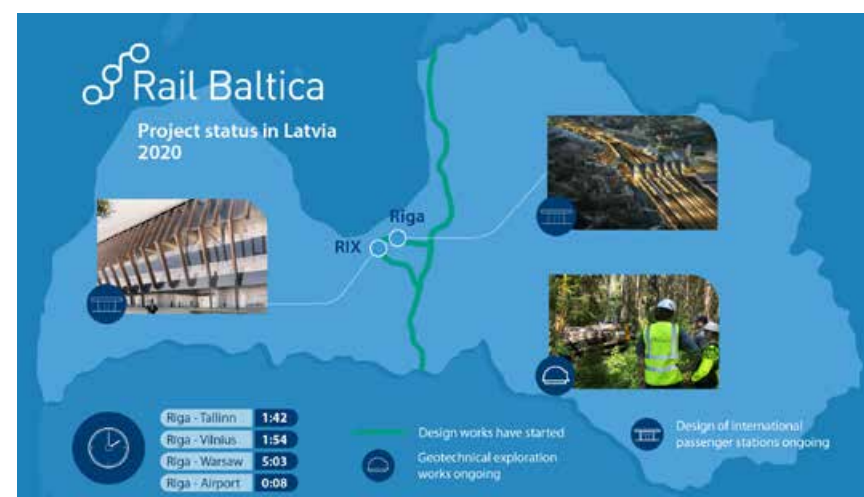 Rail Baltica
Project status in Latvia
2020
Riga
RIX
Riga - Tallinn 1:42
Riga - Vilnius 1:54
Riga - Warsaw 5:03
Riga - Airport 0:08
Design works have started
Geotechnical exploration
works ongoing
Design of international
passenger stations ongoing